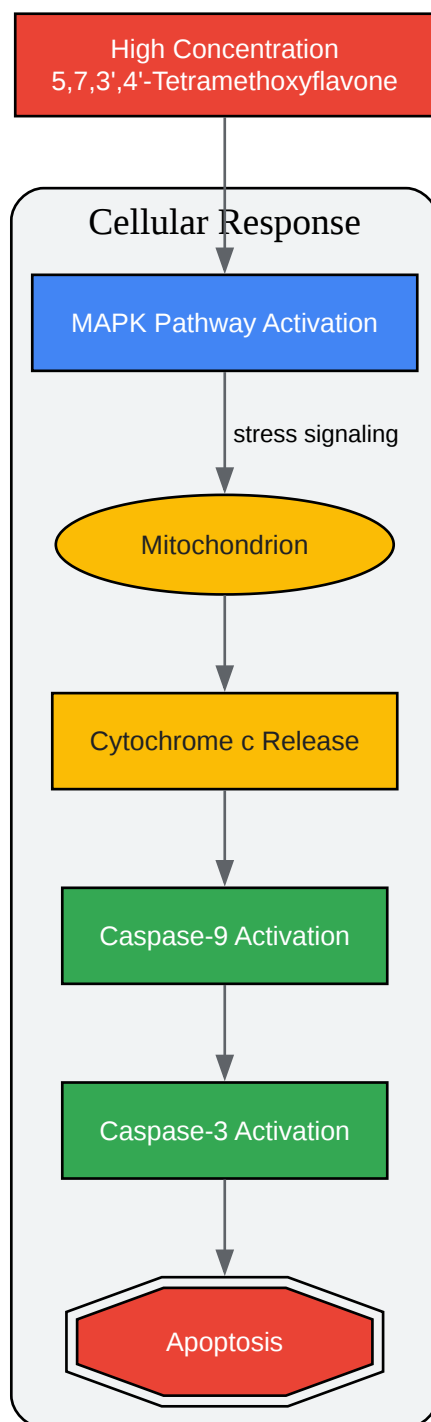 High Concentration
5,7,3',4'-Tetramethoxyflavone
Cellular Response
MAPK Pathway Activation
stress signaling
Mitochondrion
Cytochrome c Release
Caspase-9 Activation
Caspase-3 Activation
Apoptosis